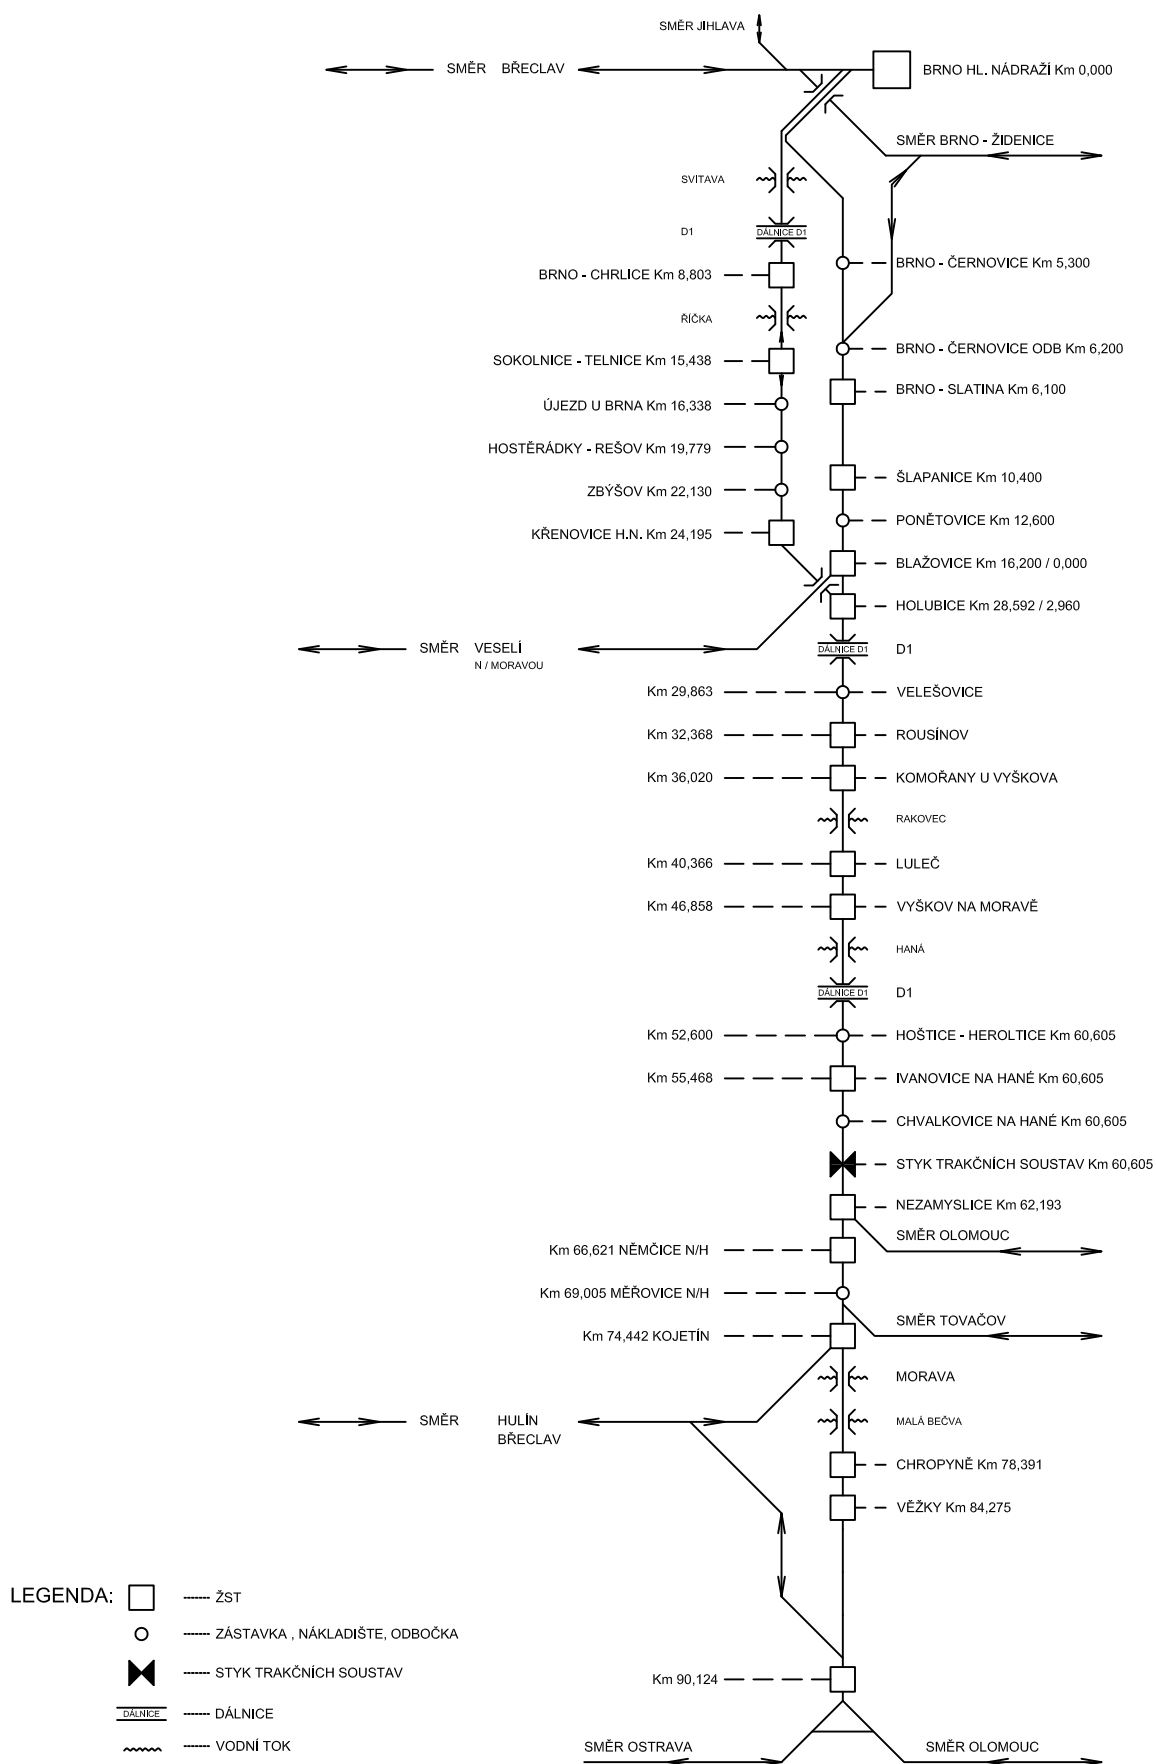 SMĚR JIHLAVA
SMĚR BŘECLAV
BRNO HL. NÁDRAŽÍ Km 0,000
SMĚR BRNO - ŽIDENICE
SVITAVA
D1
DÁLNICE D1
BRNO - ČERNOVICE Km 5,300
BRNO - CHRLICE Km 8,803
ŘÍČKA
BRNO - ČERNOVICE ODB Km 6,200
SOKOLNICE - TELNICE Km 15,438
BRNO - SLATINA Km 6,100
ÚJEZD U BRNA Km 16,338
HOSTĚRÁDKY - REŠOV Km 19,779
ŠLAPANICE Km 10,400
ZBÝŠOV Km 22,130
PONĚTOVICE Km 12,600
KŘENOVICE H.N. Km 24,195
BLAŽOVICE Km 16,200 / 0,000
HOLUBICE Km 28,592 / 2,960
SMĚR VESELÍ
N / MORAVOU
DÁLNICE D1
D1
Km 29,863
VELEŠOVICE
Km 32,368
ROUSÍNOV
Km 36,020
KOMOŘANY U VYŠKOVA
RAKOVEC
Km 40,366
LULEČ
Km 46,858
VYŠKOV NA MORAVĚ
HANÁ
DÁLNICE D1
D1
Km 52,600
HOŠTICE - HEROLTICE Km 60,605
Km 55,468
IVANOVICE NA HANÉ Km 60,605
CHVALKOVICE NA HANÉ Km 60,605
STYK TRAKČNÍCH SOUSTAV Km 60,605
NEZAMYSLICE Km 62,193
SMĚR OLOMOUC
Km 66,621 NĚMČICE N/H
Km 69,005 MĚŘOVICE N/H
SMĚR TOVAČOV
Km 74,442 KOJETÍN
MORAVA
SMĚR HULÍN
BŘECLAV
MALÁ BEČVA
CHROPYNĚ Km 78,391
VĚŽKY Km 84,275
LEGENDA:
------- ŽST
------- ZÁSTAVKA , NÁKLADIŠTE, ODBOČKA
------- STYK TRAKČNÍCH SOUSTAV
DÁLNICE ------- DÁLNICE
------- VODNÍ TOK
Km 90,124
SMĚR OSTRAVA
SMĚR OLOMOUC